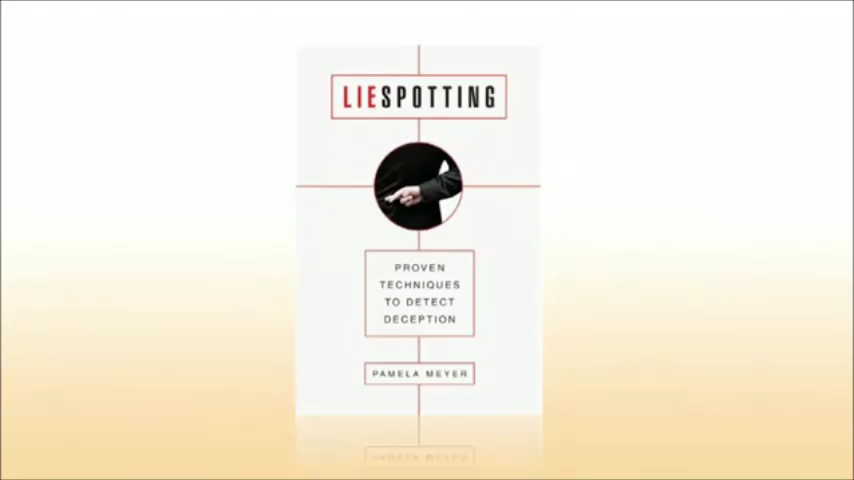 LIESPOTTING
PROVEN
TECHNIQUES
TO DETECT
DECEPTION
PAMELA MEYER